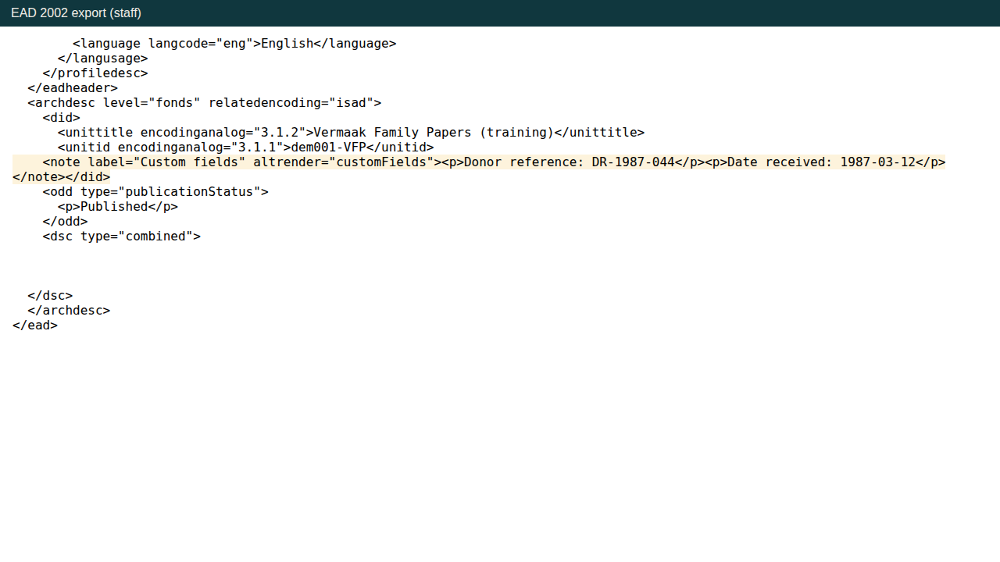 EAD 2002 export (staff)
<language langcode="eng">English</language>
</langusage>
</profiledesc>
</eadheader>
<archdesc level="fonds" relatedencoding="isad">
<did>
<unittitle encodinganalog="3.1.2">Vermaak Family Papers (training)</unittitle>
<unitid encodinganalog="3.1.1">dem001-VFP</unitid>
<note label="Custom fields" altrender="customFields"><p>Donor reference: DR-1987-044</p><p>Date received: 1987-03-12</p>
</note></did>
<odd type="publicationStatus">
<p>Published</p>
</odd>
<dsc type="combined">
</dsc>
</archdesc>
</ead>